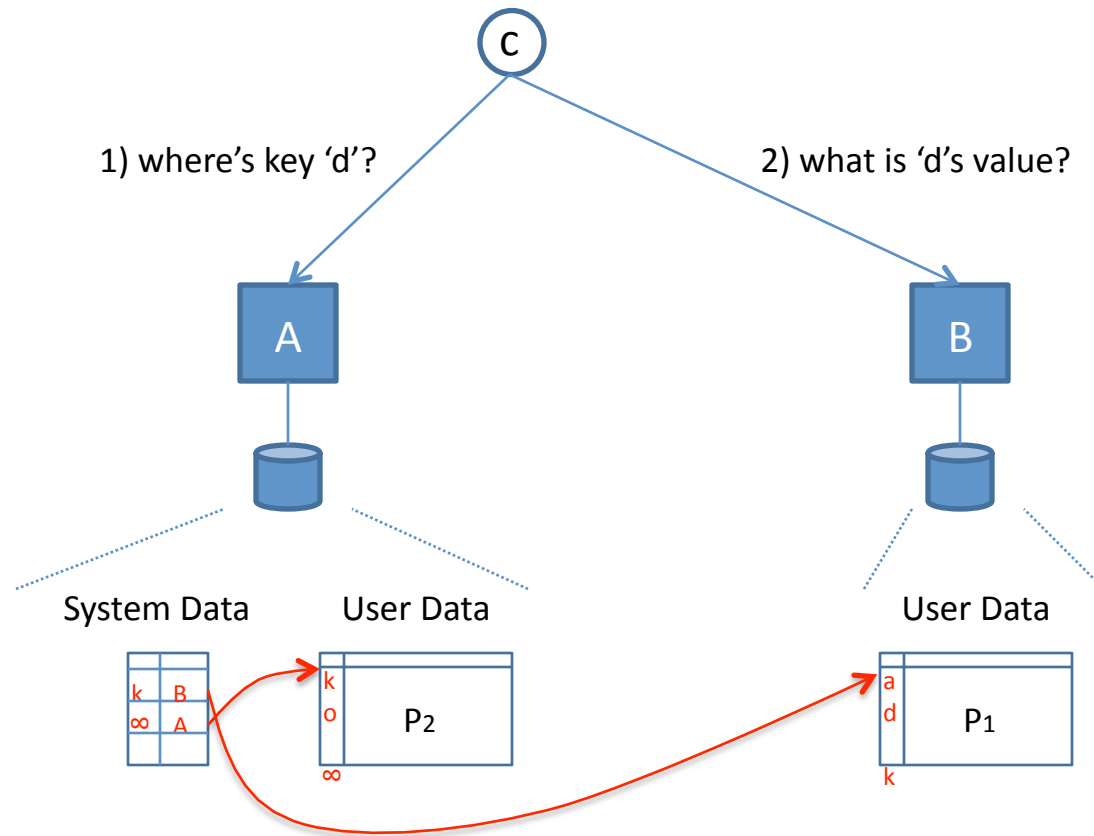 C
1) where’s key ‘d’?
2) what is ‘d’s value?
A
B
System Data
User Data
User Data
k B
∞ A
k
o
P2
∞
a
d
P1
k